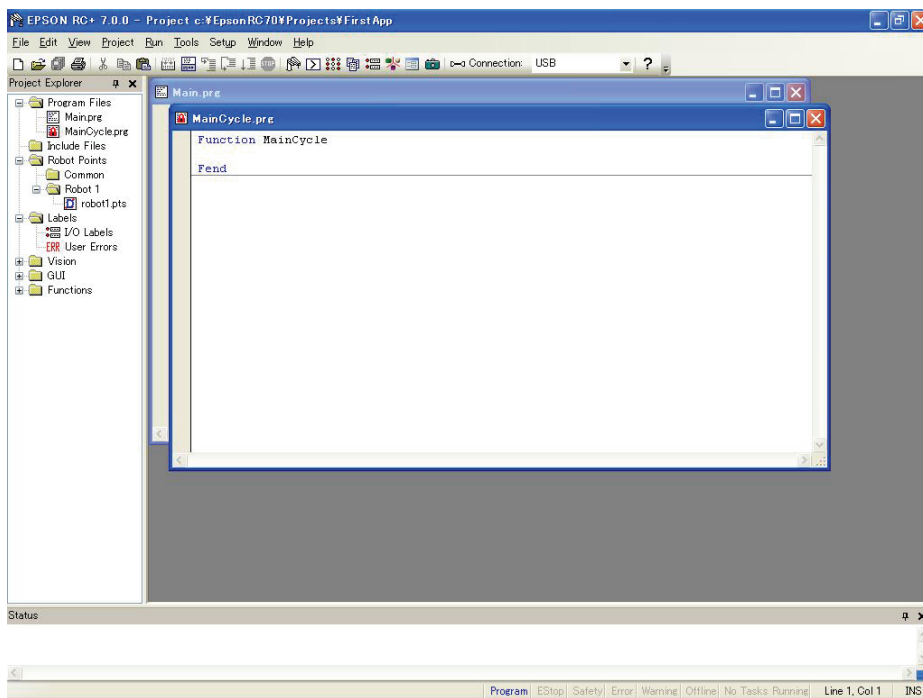 EPSON RC+ 7.0.0 - Project c:¥EpsonRC70¥Projects¥FirstApp
File Edit View Project Run Tools Setup Window Help
Connection: USB
?
Project Explorer
Program Files
Main.prg
MainCycle.prg
Include Files
Robot Points
Common
Robot 1
robot1.pts
Labels
I/O Labels
ERR User Errors
Vision
GUI
Functions
Main.prg
MainCycle.prg
Function MainCycle
Fend
Status
Program EStop Safety Error Warning Offline No Tasks Running Line 1, Col 1 INS